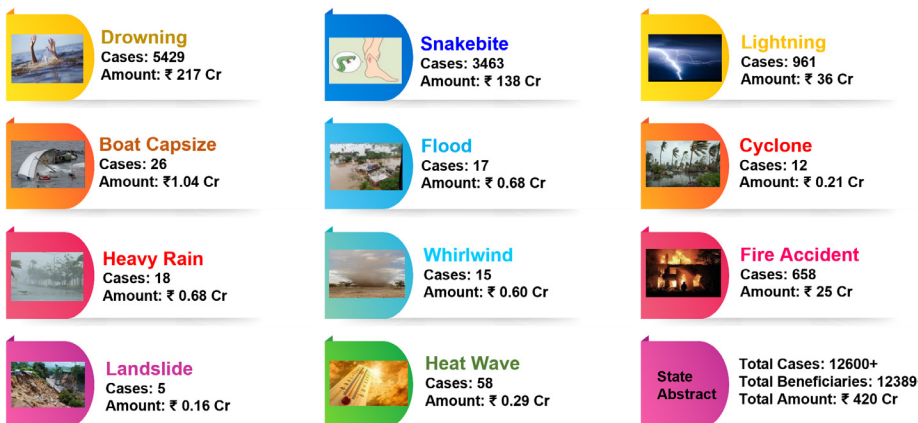 Drowning
Cases: 5429
Amount: ₹ 217 Cr
Snakebite
Cases: 3463
Amount: ₹ 138 Cr
Lightning
Cases: 961
Amount: ₹ 36 Cr
Boat Capsize
Cases: 26
Amount: ₹1.04 Cr
Flood
Cases: 17
Amount: ₹ 0.68 Cr
Cyclone
Cases: 12
Amount: ₹ 0.21 Cr
Heavy Rain
Cases: 18
Amount: ₹ 0.68 Cr
Whirlwind
Cases: 15
Amount: ₹ 0.60 Cr
Fire Accident
Cases: 658
Amount: ₹ 25 Cr
Landslide
Cases: 5
Amount: ₹ 0.16 Cr
Heat Wave
Cases: 58
Amount: ₹ 0.29 Cr
State
Abstract
Total Cases: 12600+
Total Beneficiaries: 12389
Total Amount: ₹ 420 Cr